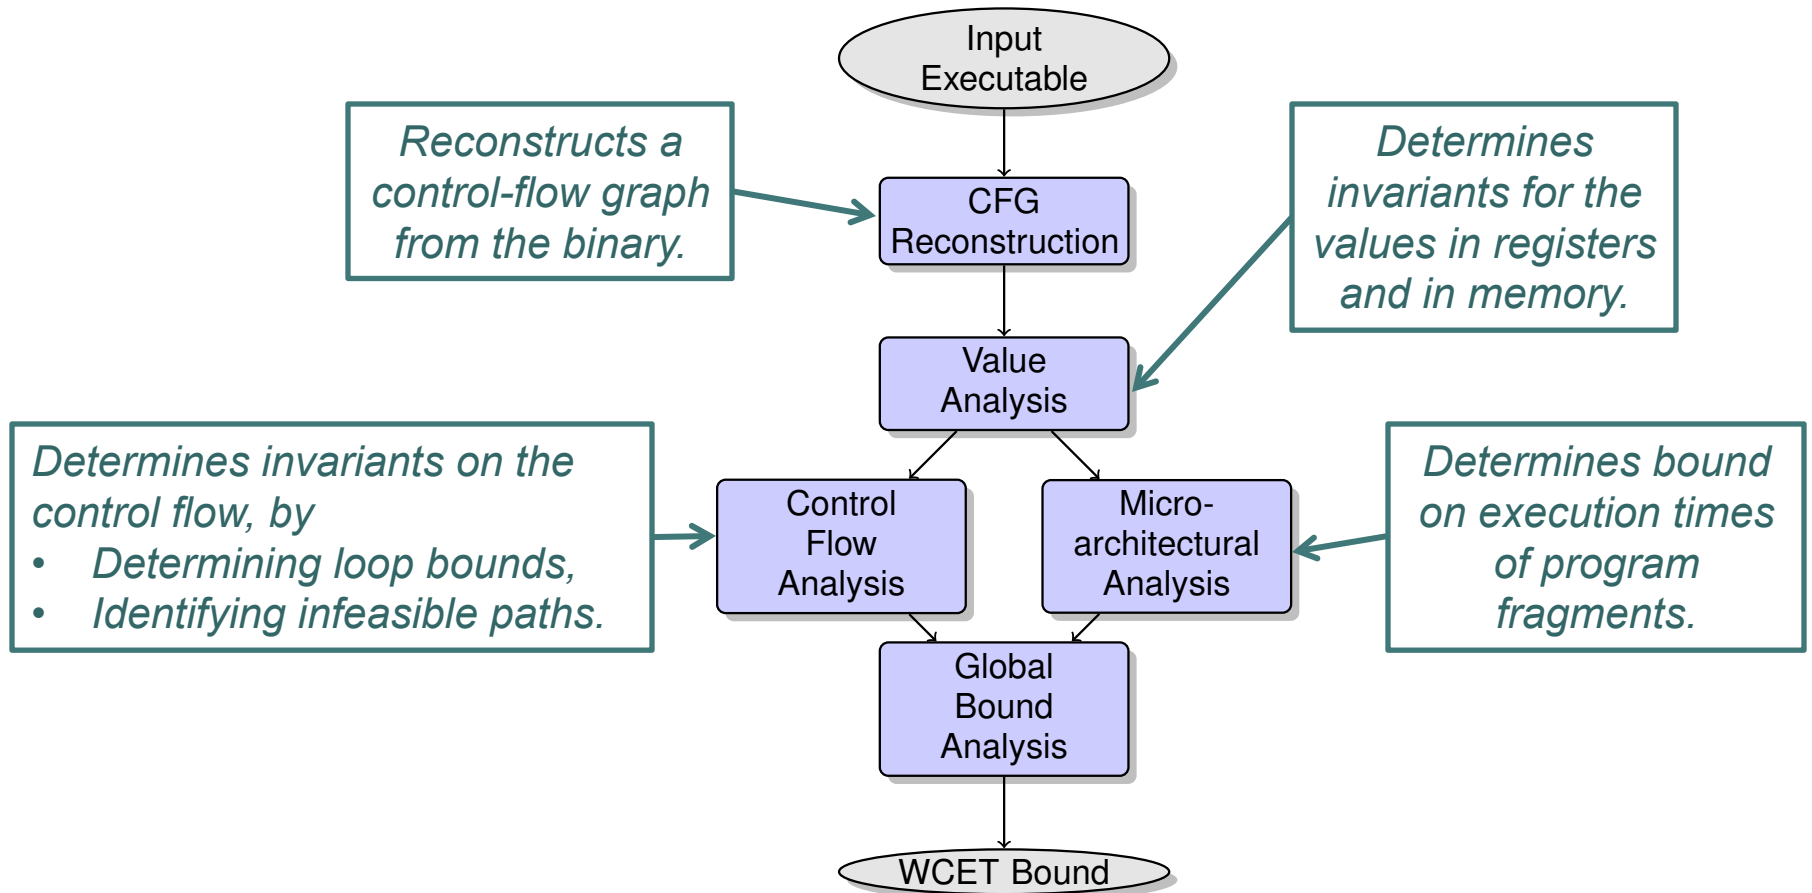 Input
Executable
Reconstructs a
control-flow graph
from the binary.
Determines
invariants for the
values in registers
and in memory.
CFG
Reconstruction
Value
Analysis
Determines invariants on the
control flow, by
• Determining loop bounds,
• Identifying infeasible paths.
Control
Flow
Analysis
Micro-
architectural
Analysis
Determines bound
on execution times
of program
fragments.
Global
Bound
Analysis
WCET Bound